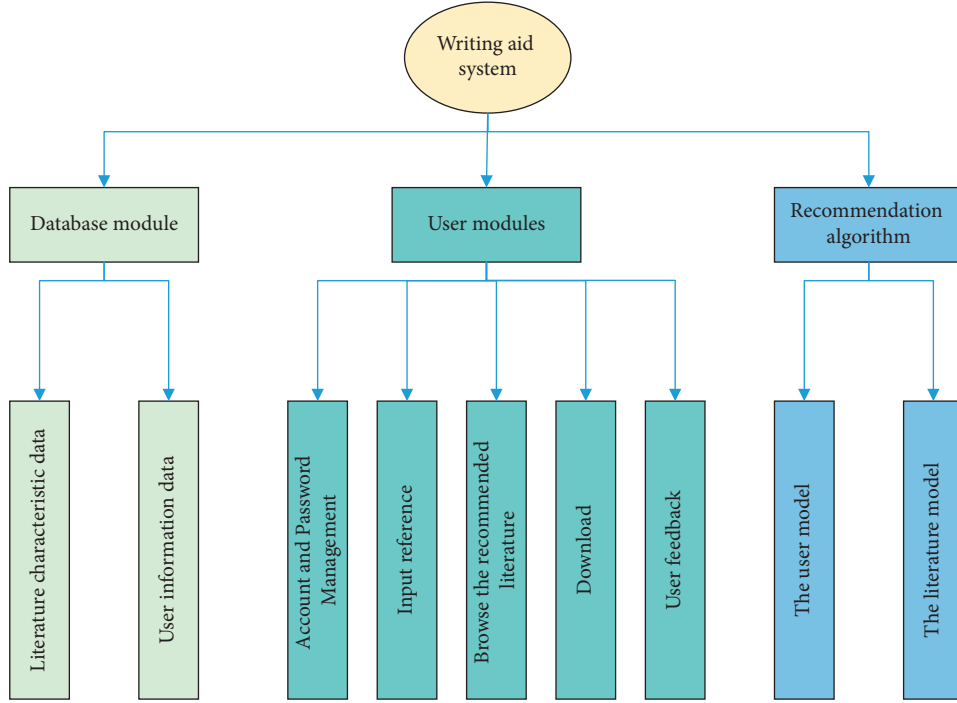 Writing aid
system
Database module
User modules
Recommendation
algorithm
Literature characteristic data
User information data
Account and Password
Management
Input reference
Browse the recommended
literature
Download
User feedback
The user model
The literature model